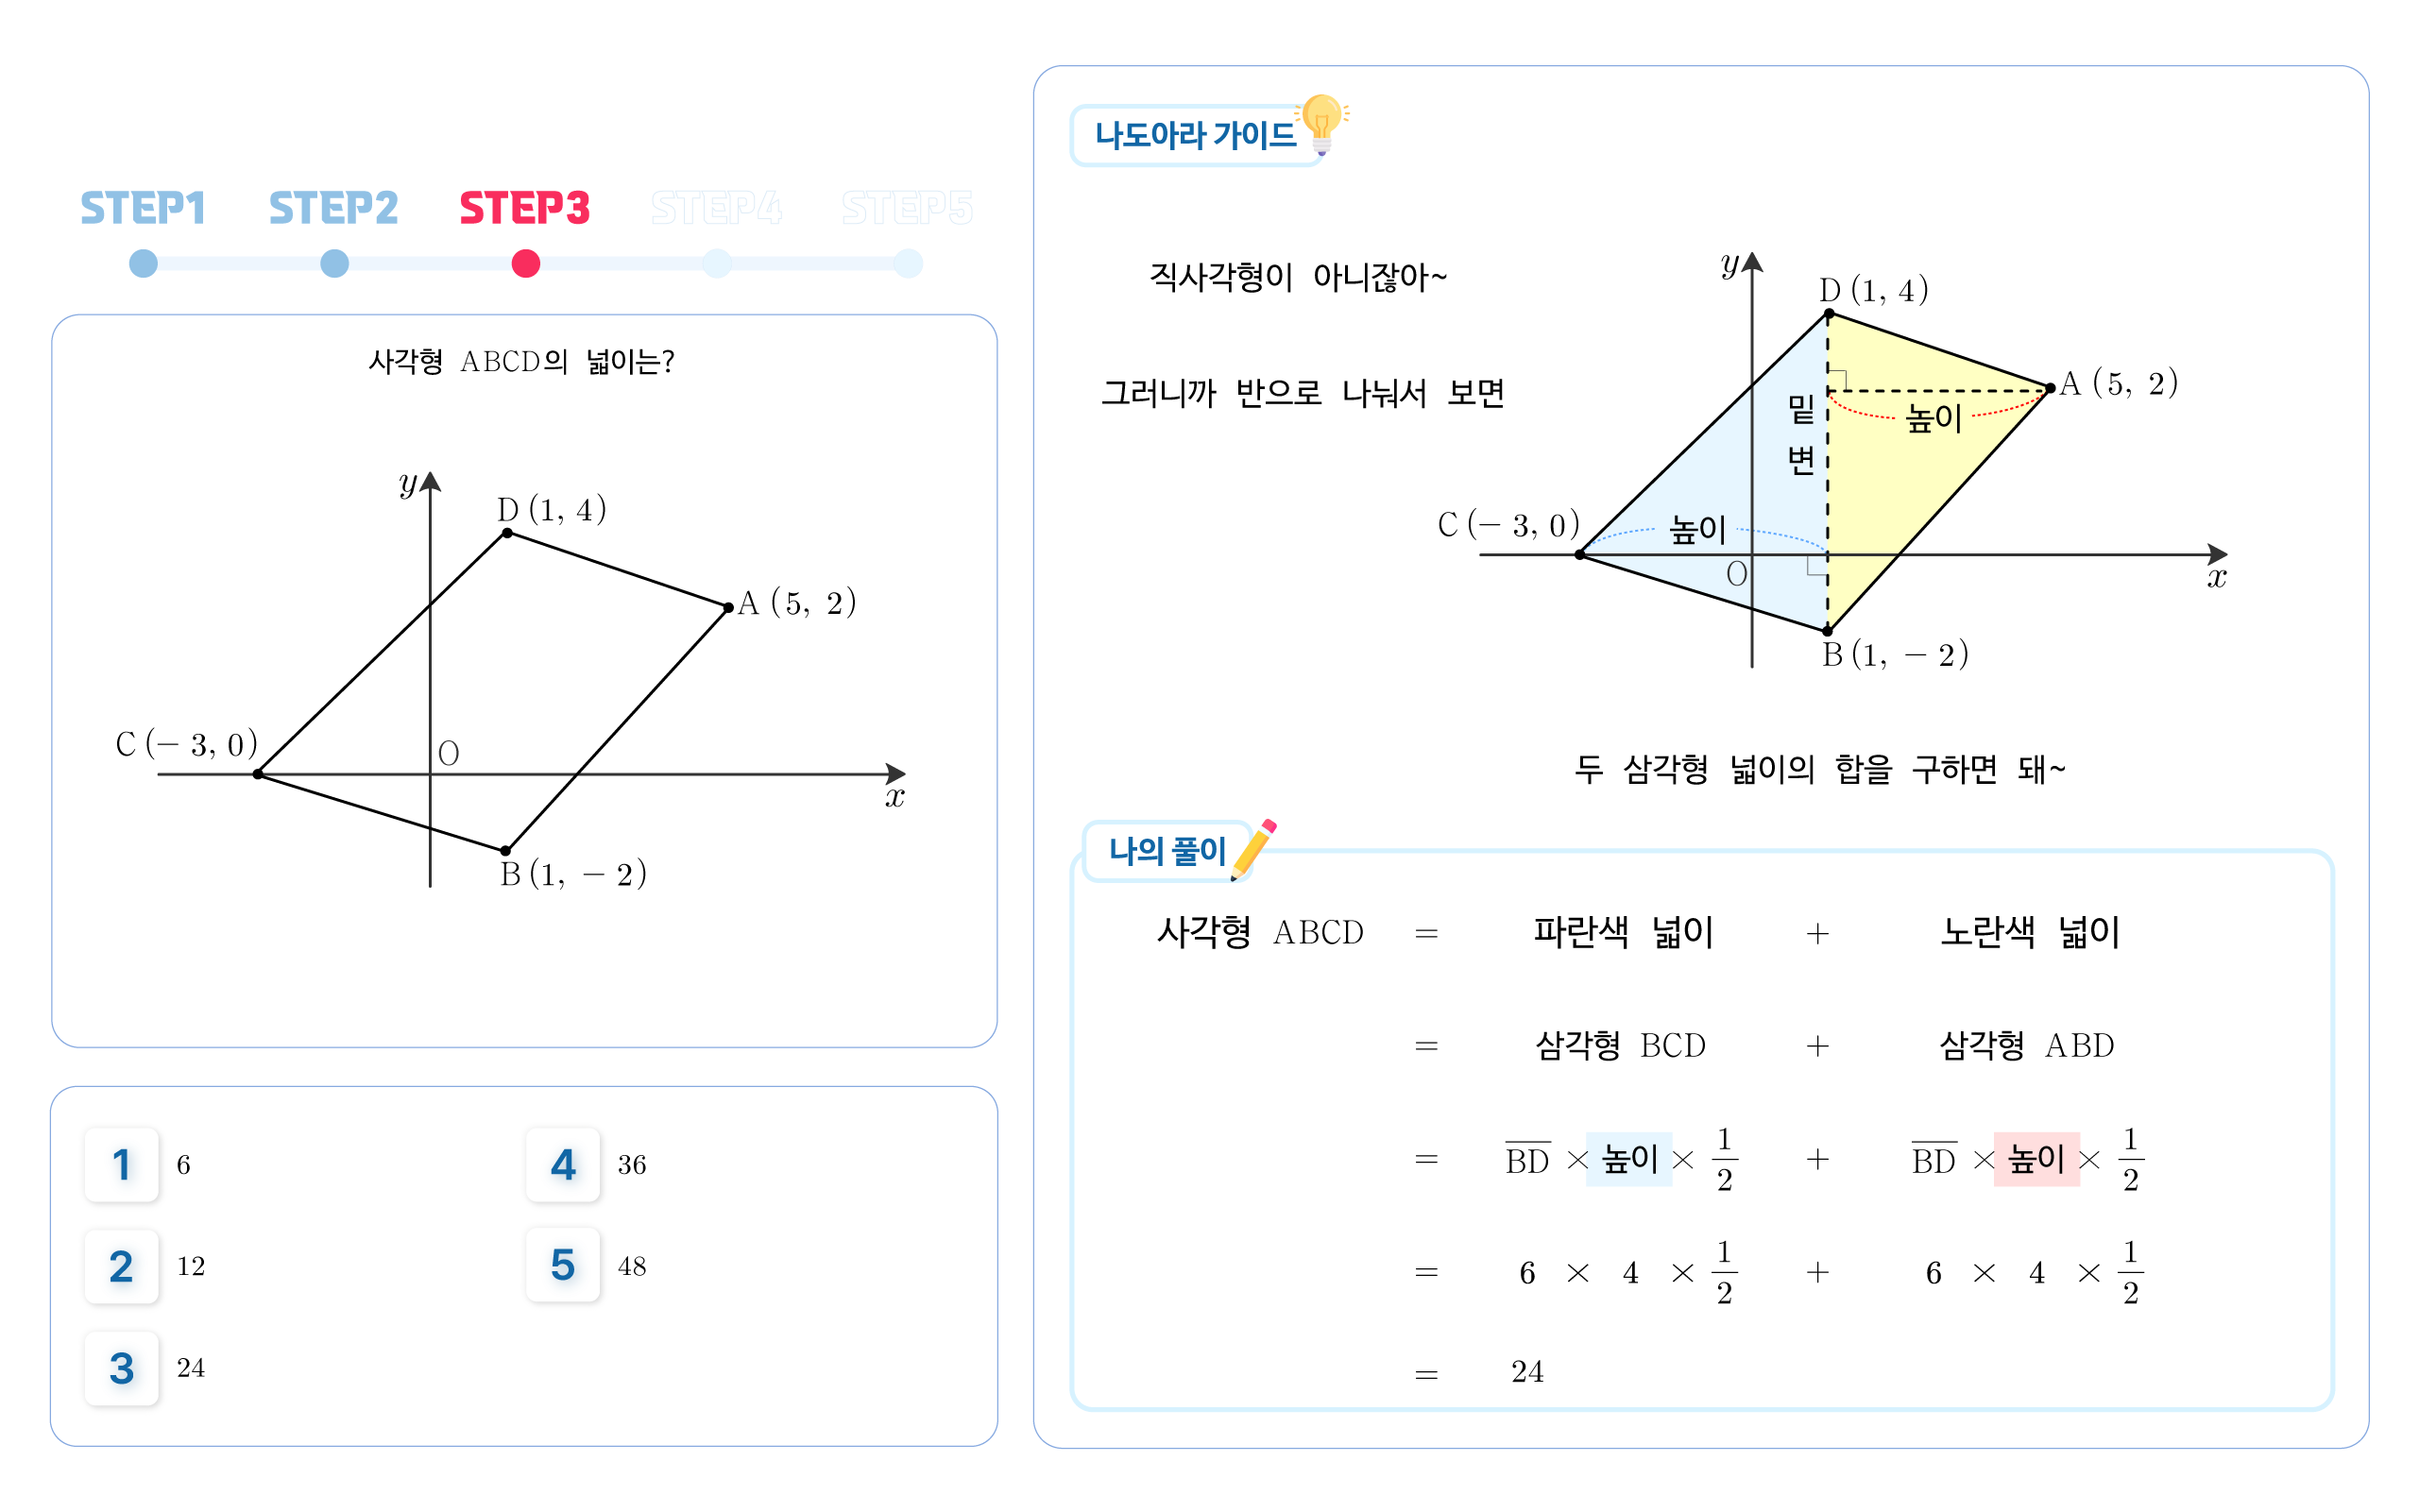 STEP1 STEP2 STEP3 STEP4 STEP5
사각형 ABCD의 넓이는?
y
D (1, 4)
A (5, 2)
C (− 3, 0)
O
x
B (1, − 2)
1 6
2 12
3 24
4 36
5 48
나도아라 가이드
직사각형이 아니잖아~
그러니까 반으로 나눠서 보면
y
D (1, 4)
A (5, 2)
밑
변
높이
C (− 3, 0)
높이
O
x
B (1, − 2)
두 삼각형 넓이의 합을 구하면 돼~
나의 풀이
사각형 ABCD = 파란색 넓이 + 노란색 넓이
= 삼각형 BCD + 삼각형 ABD
= BD × 높이 × 1/2 + BD × 높이 × 1/2
= 6 × 4 × 1/2 + 6 × 4 × 1/2
= 24